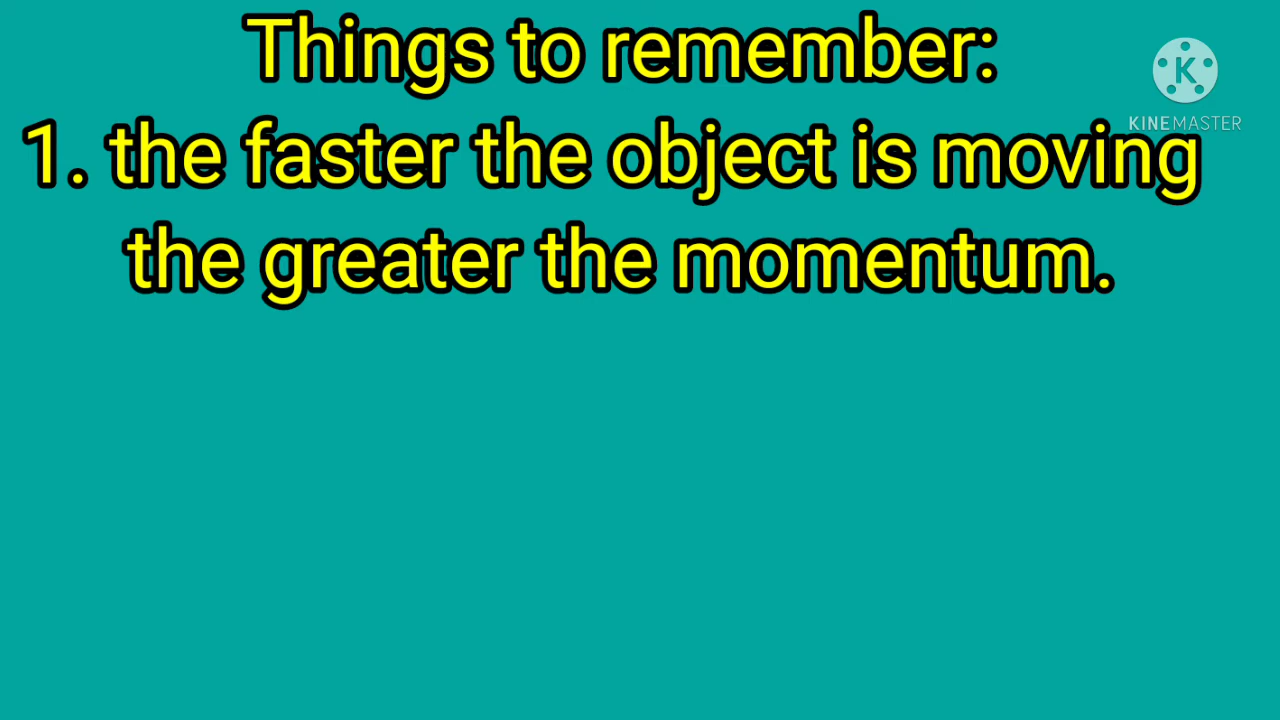 Things to remember:
KINEMASTER
1. the faster the object is moving
the greater the momentum.